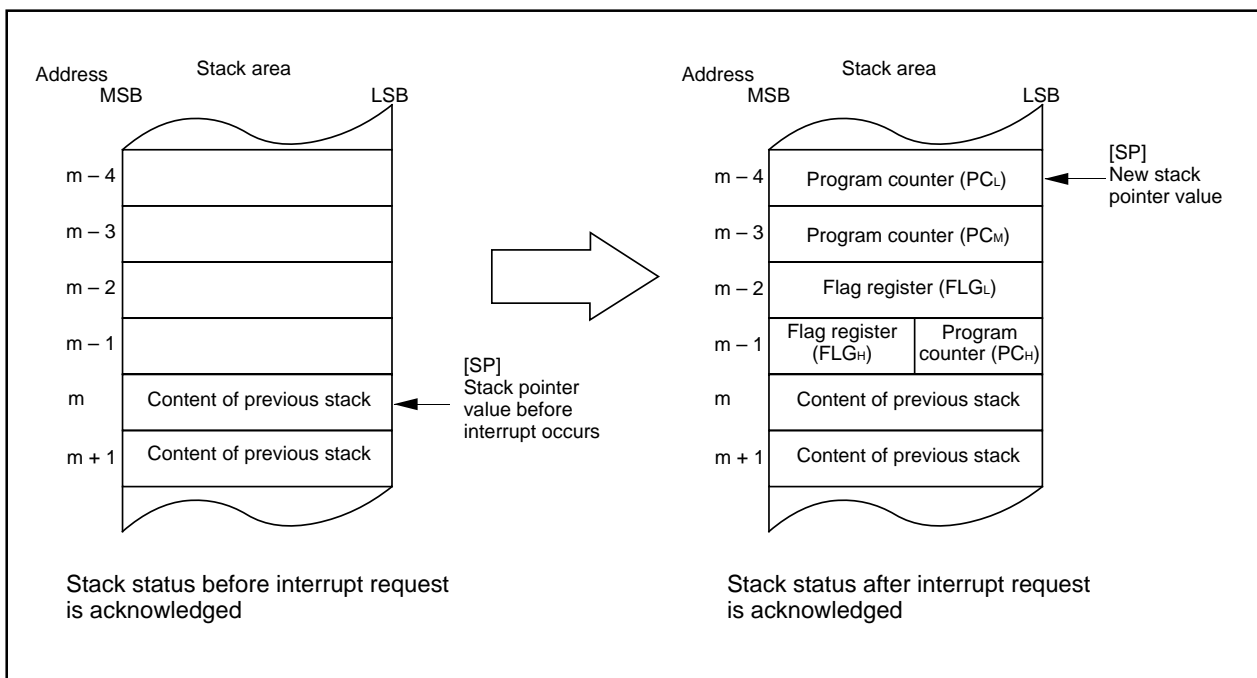 Address
MSB
Stack area
LSB
m – 4
m – 3
m – 2
m – 1
m
Content of previous stack
m + 1
Content of previous stack
[SP]
Stack pointer
value before
interrupt occurs
Stack status before interrupt request
is acknowledged
Address
MSB
Stack area
LSB
m – 4
Program counter (PCL)
m – 3
Program counter (PCM)
m – 2
Flag register (FLGL)
m – 1
Flag register
(FLGH)
Program
counter (PCH)
m
Content of previous stack
m + 1
Content of previous stack
[SP]
New stack
pointer value
Stack status after interrupt request
is acknowledged